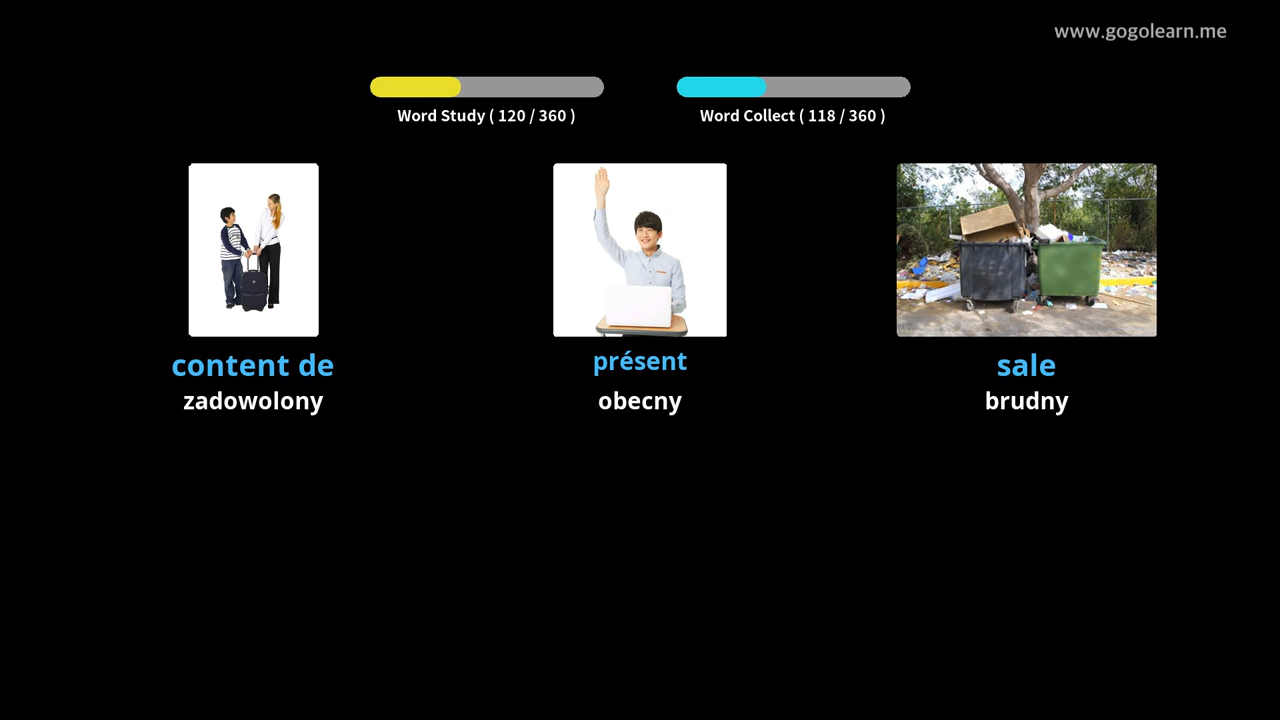 www.gogolearn.me
Word Study ( 120 / 360 )
Word Collect ( 118 / 360 )
content de
présent
sale
zadowolony
obecny
brudny